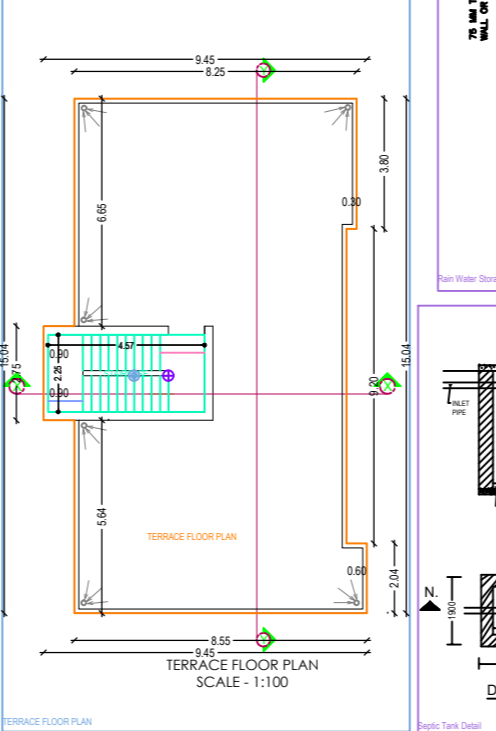 75 MM T
WALL OR
9.45
8.25
3.80
0.30
6.65
Rain Water Stora
4.57
0.90
2.25
0.90
2.75
15.04
15.04
9.20
INLET
PIPE
5.64
TERRACE FLOOR PLAN
0.60
2.04
N.
1900
8.55
9.45
TERRACE FLOOR PLAN
SCALE - 1:100
D
TERRACE FLOOR PLAN
Septic Tank Detail